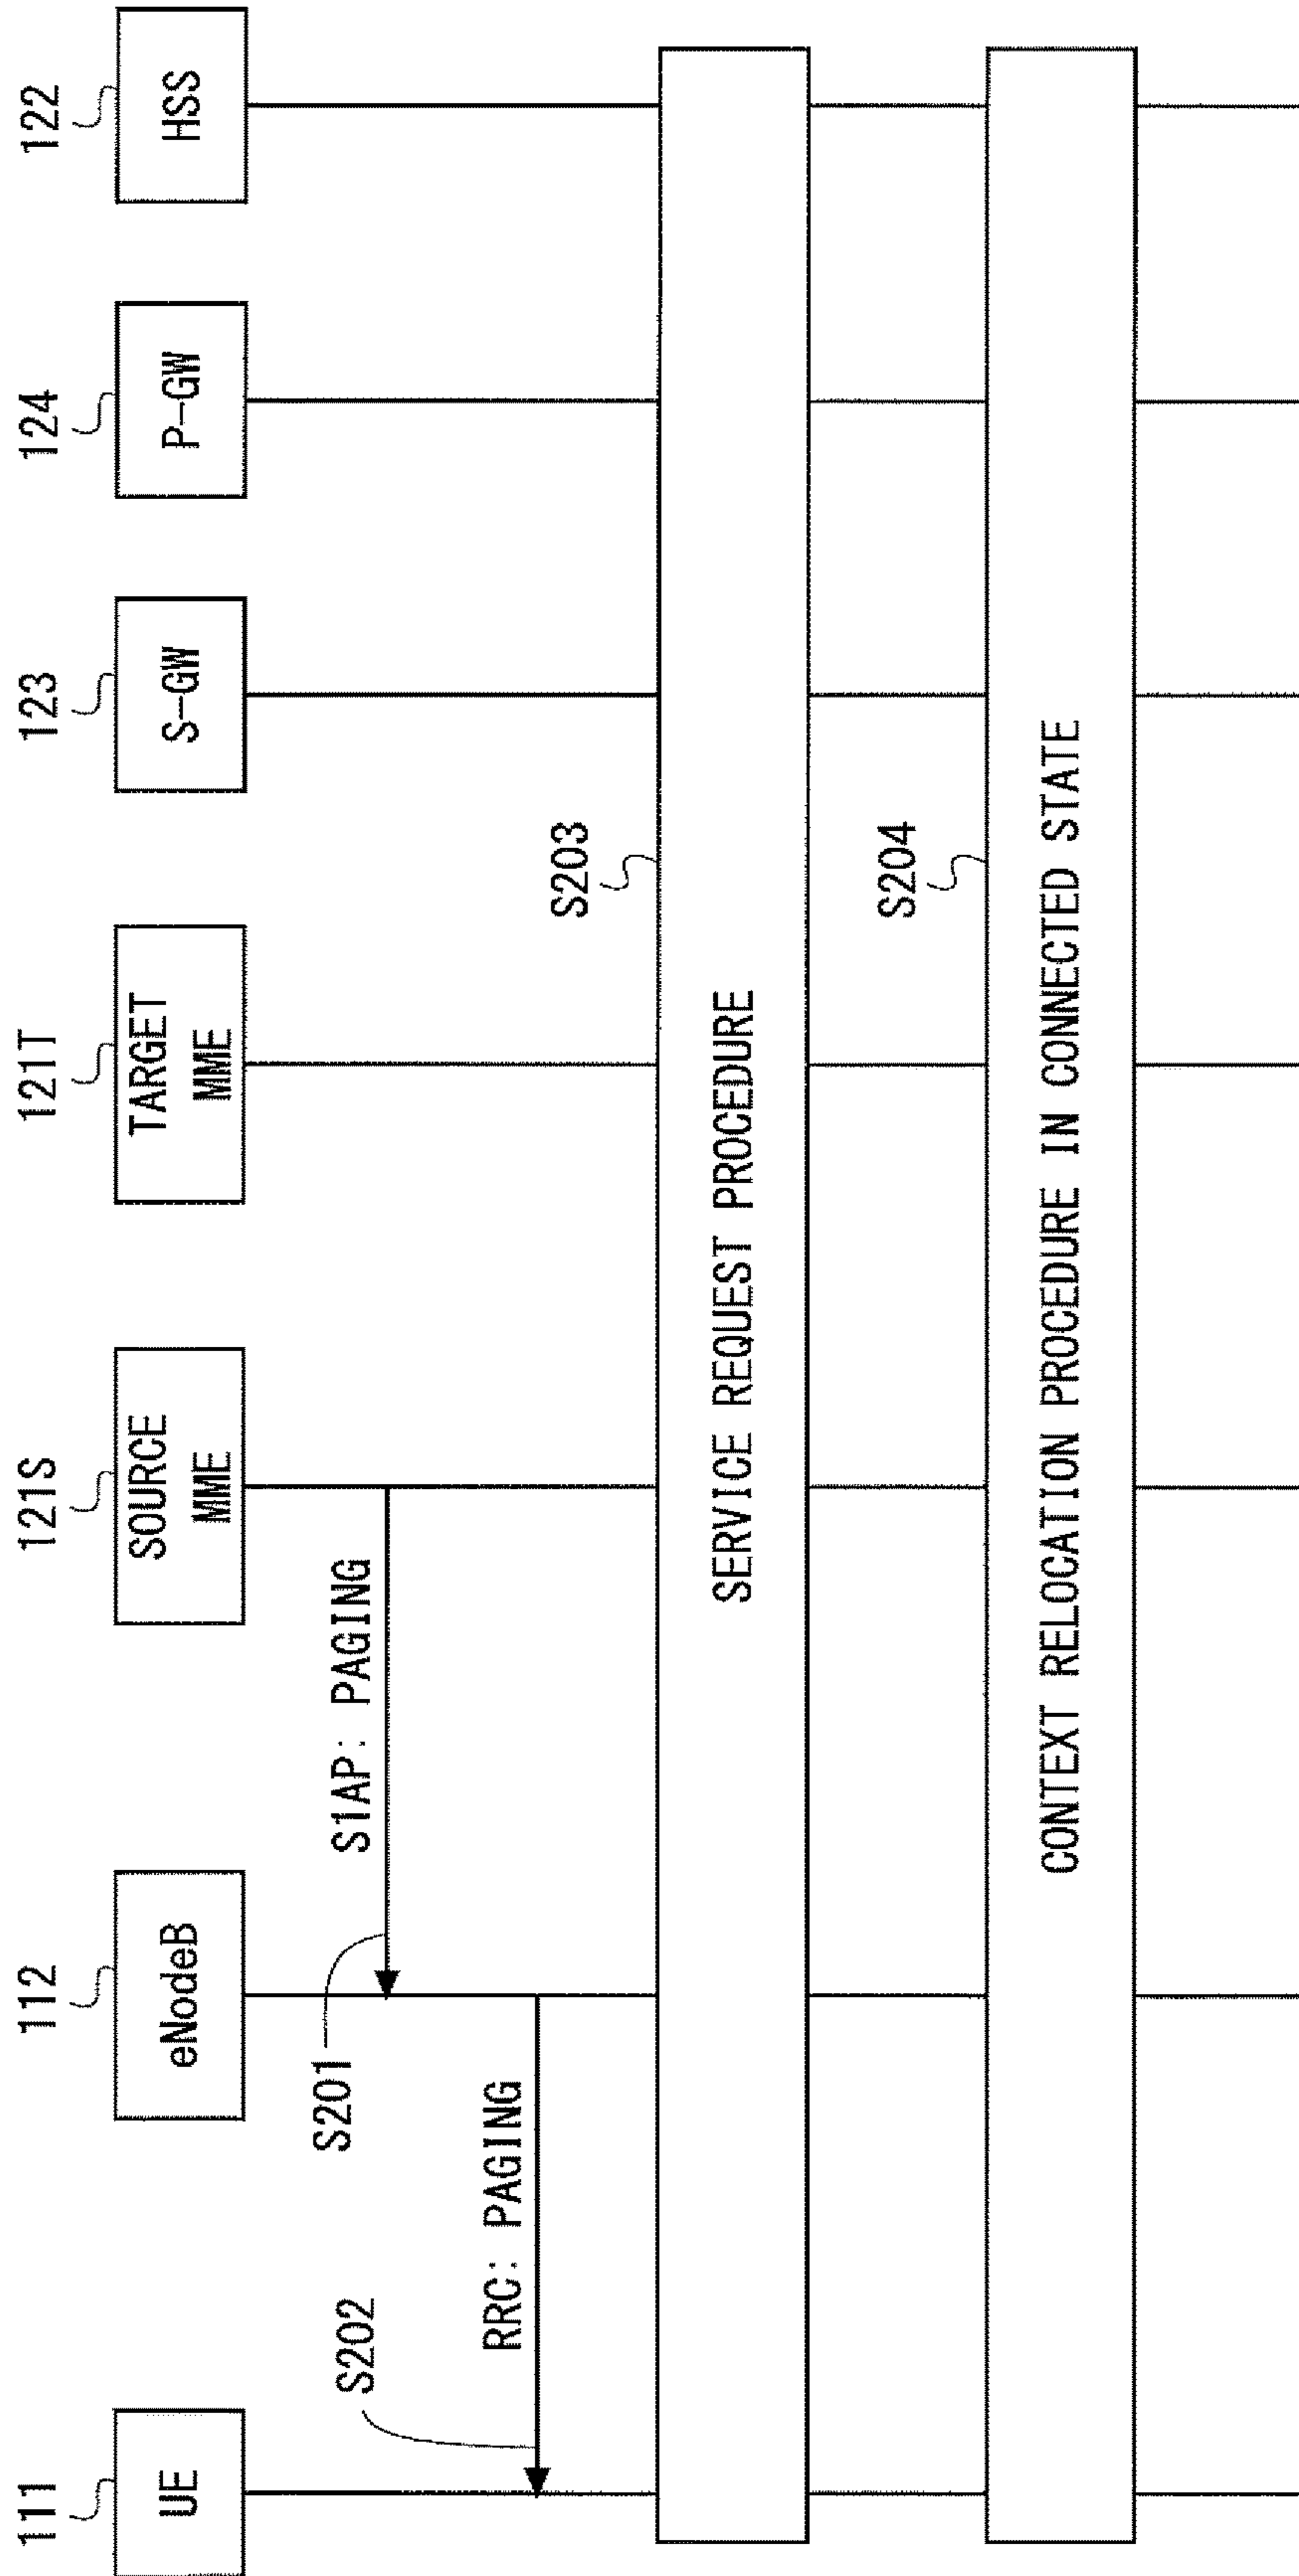 111
112
121S
121T
123
124
122
UE
eNodeB
SOURCE
MME
TARGET
MME
S-GW
P-GW
HSS
S201
S1AP: PAGING
S202
RRC: PAGING
S203
SERVICE REQUEST PROCEDURE
S204
CONTEXT RELOCATION PROCEDURE IN CONNECTED STATE